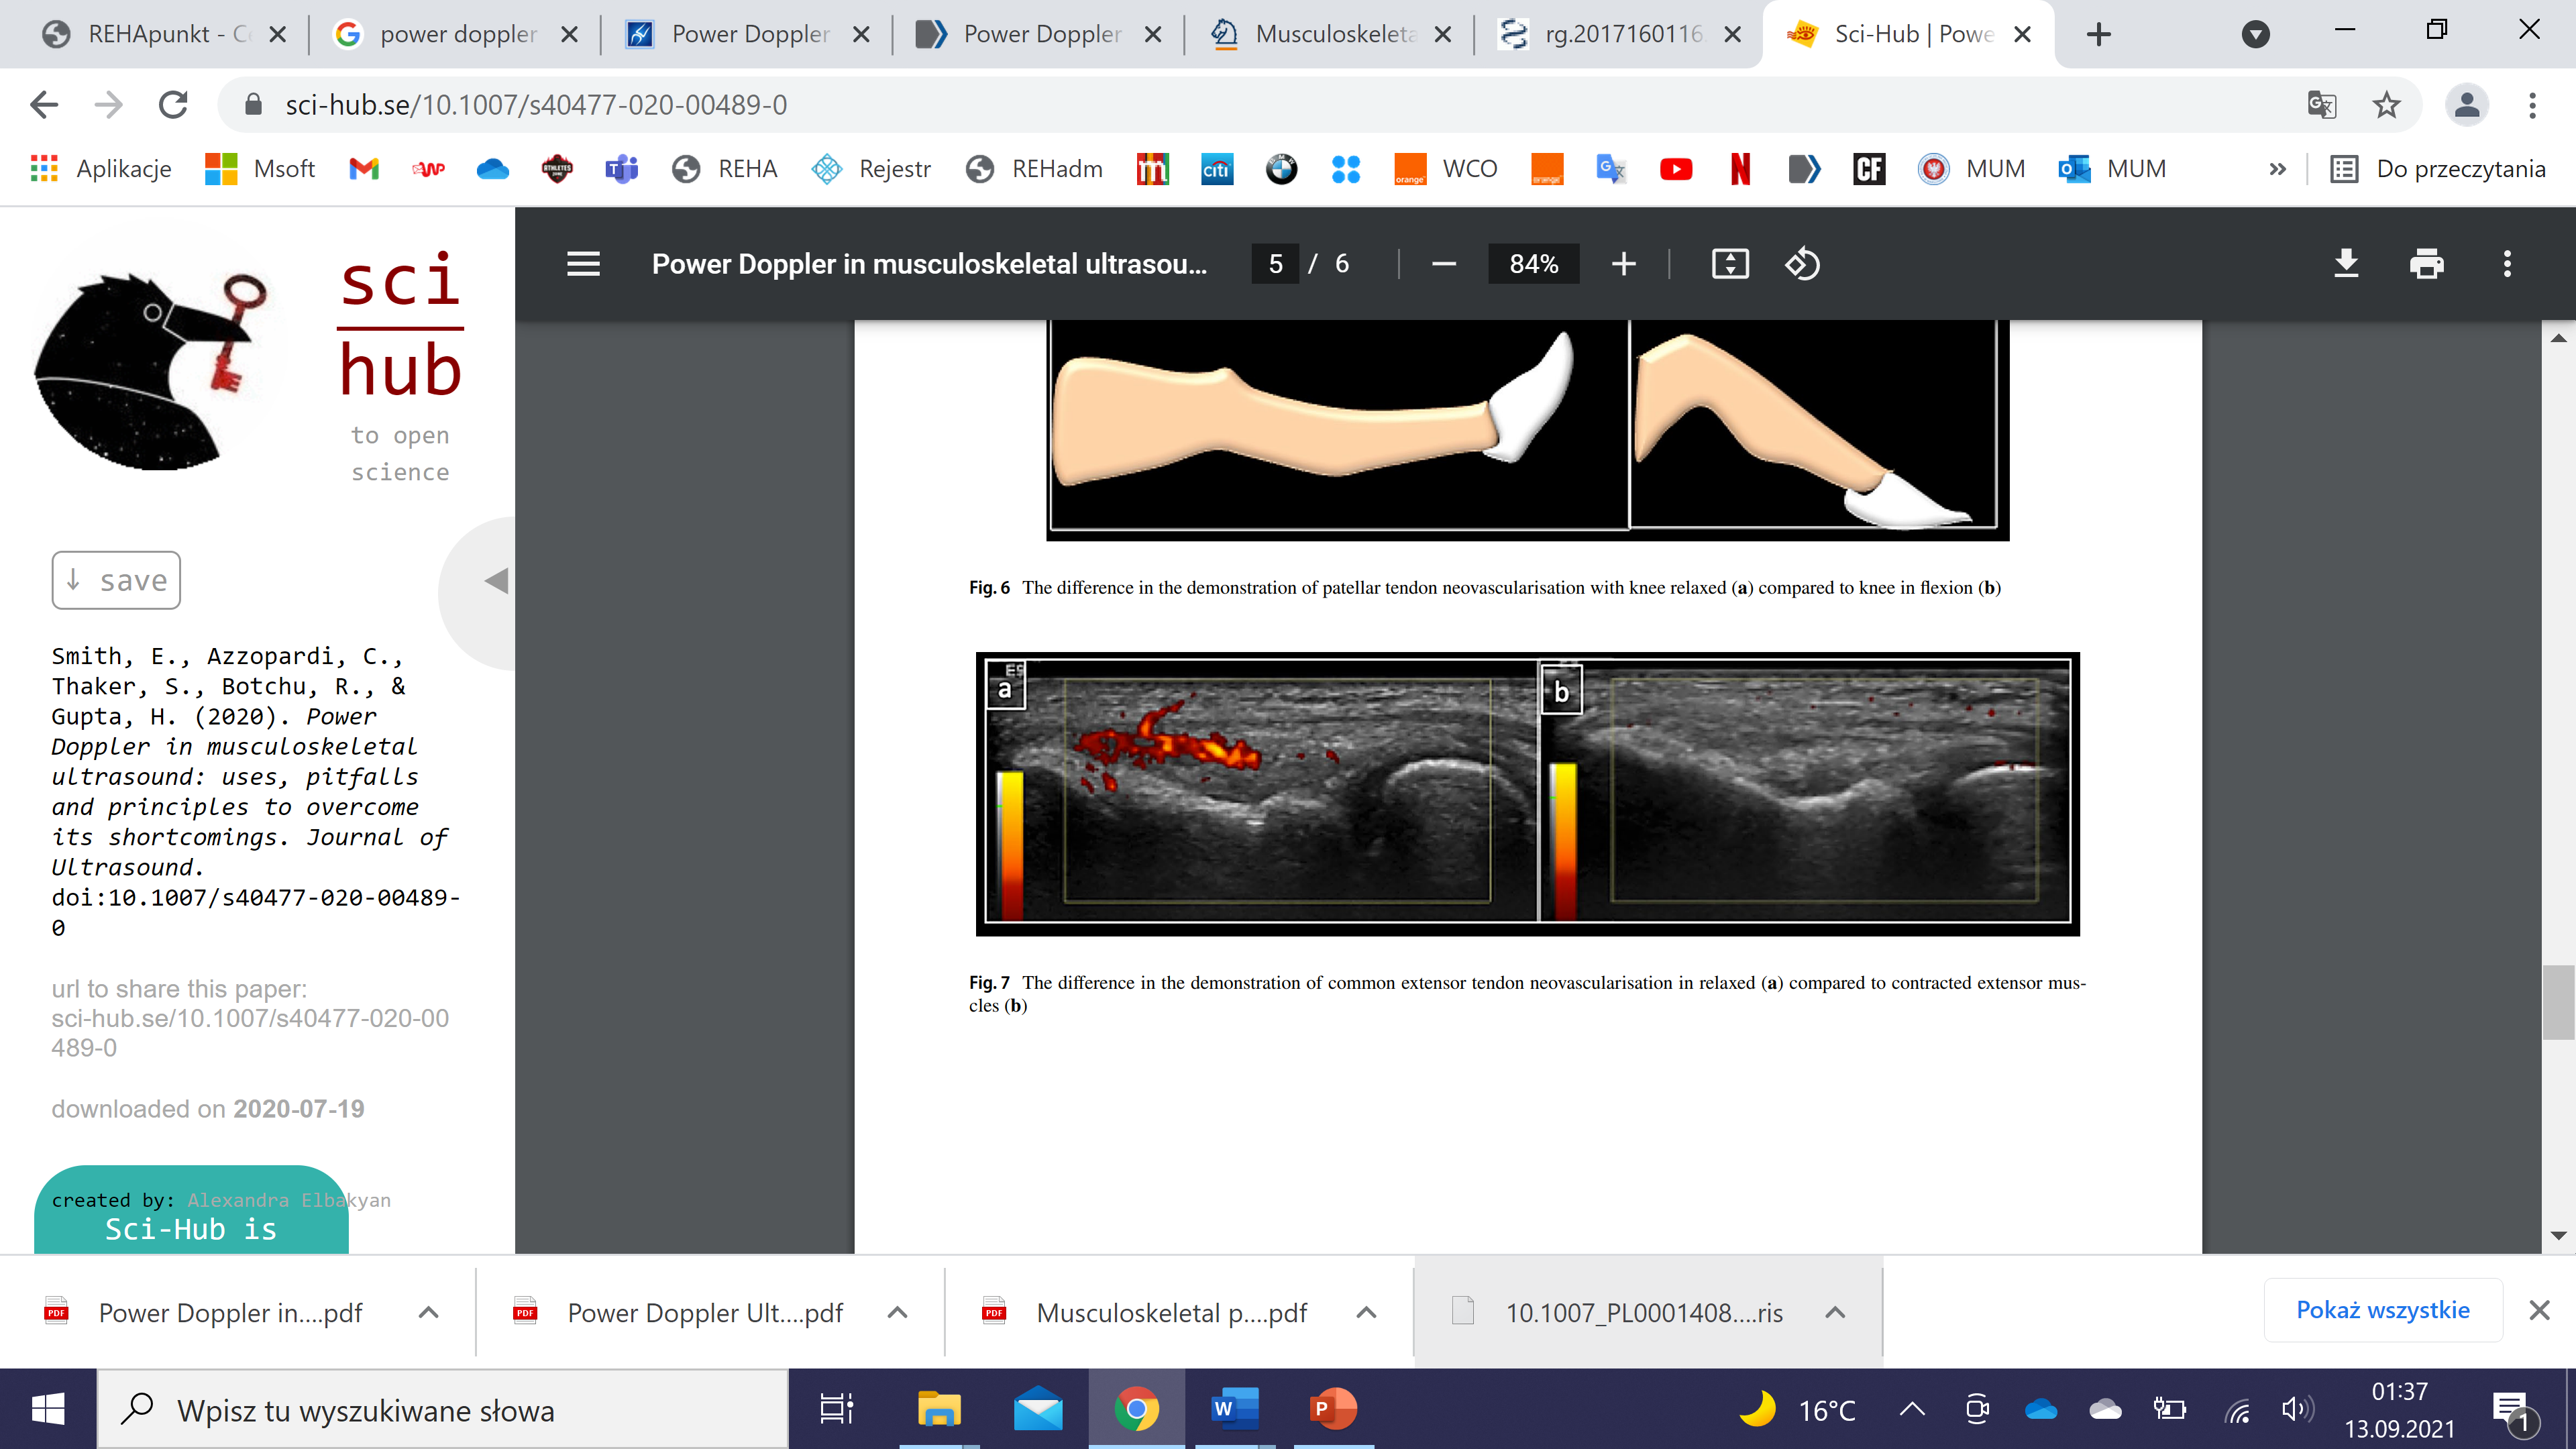 REHApunkt - C
power doppler
Power Doppler
Power Doppler
Musculoskeleta
rg.2017160116
Sci-Hub | Powe
sci-hub.se/10.1007/s40477-020-00489-0
Aplikacje
Msoft
WP
REHA
Rejestr
REHadm
m
citi
orange
WCO
orange
N
CF
MUM
MUM
»
Do przeczytania
sci
hub
to open
science
↓ save
Smith, E., Azzopardi, C.,
Thaker, S., Botchu, R., &
Gupta, H. (2020). Power
Doppler in musculoskeletal
ultrasound: uses, pitfalls
and principles to overcome
its shortcomings. Journal of
Ultrasound.
doi:10.1007/s40477-020-00489-
0
url to share this paper:
sci-hub.se/10.1007/s40477-020-00
489-0
downloaded on 2020-07-19
created by: Alexandra Elbakyan
Sci-Hub is
Power Doppler in musculoskeletal ultrasou...
5 / 6
84%
Fig. 6 The difference in the demonstration of patellar tendon neovascularisation with knee relaxed (a) compared to knee in flexion (b)
a
b
Fig. 7 The difference in the demonstration of common extensor tendon neovascularisation in relaxed (a) compared to contracted extensor mus-
cles (b)
Power Doppler in....pdf
Power Doppler Ult....pdf
Musculoskeletal p....pdf
10.1007_PL0001408....ris
Pokaż wszystkie
Wpisz tu wyszukiwane słowa
16°C
01:37
13.09.2021
1